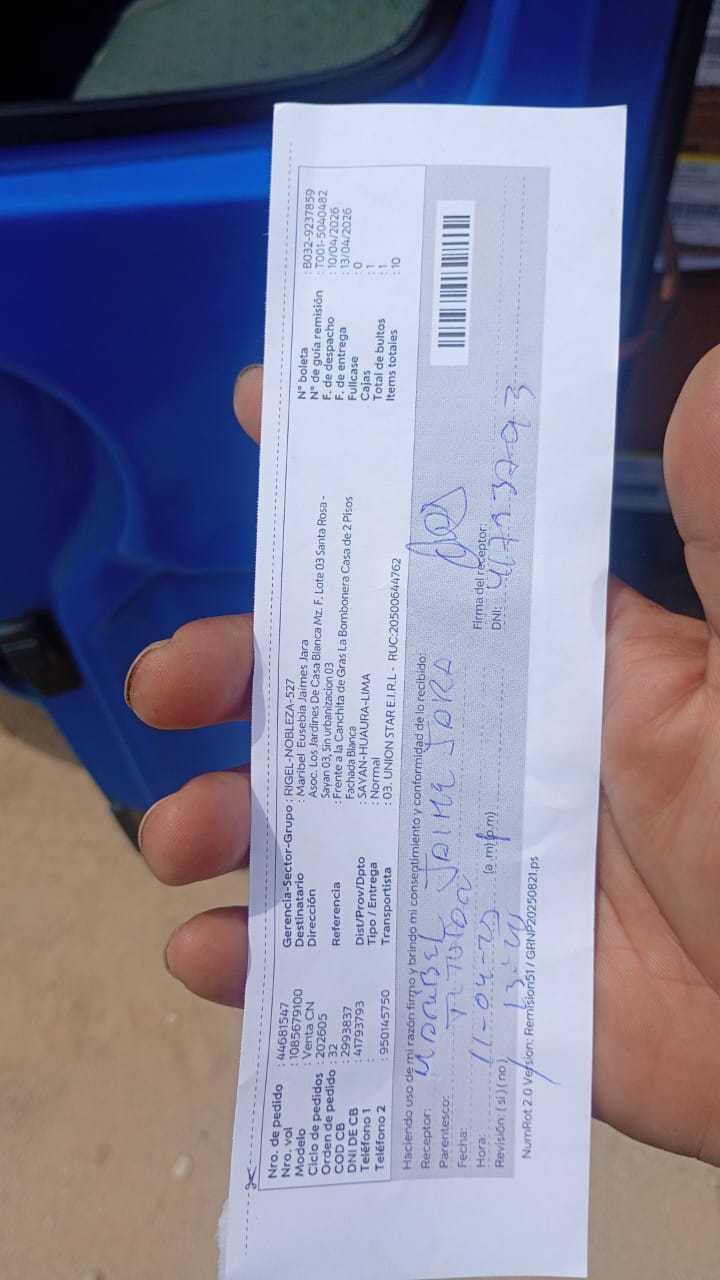 Nro. de pedido : 44681547
Nro. vol : 1085679100
Modelo : Venta CN
Ciclo de pedidos : 202605
Orden de pedido : 32
COD CB : 2993837
DNI DE CB : 41793793
Teléfono 1 :
Teléfono 2 : 950145750
Gerencia-Sector-Grupo : RIGEL-NOBLEZA-527
Destinatario : Maribel Eusebia Jaimes Jara
Dirección : Asoc. Los Jardines De Casa Blanca Mz. F. Lote 03 Santa Rosa -
Sayan 03, Sin urbanizacion 03
Referencia : Frente a la Canchita de Gras La Bombonera Casa de 2 Pisos
Fachada Blanca
Dist/Prov/Dpto : SAYAN-HUAURA-LIMA
Tipo / Entrega : Normal
Transportista : 03. UNION STAR E.I.R.L - RUC:20500644762
N° boleta : B032-9237859
N° de guía remisión : T001-5040482
F. de despacho : 10/04/2026
F. de entrega : 13/04/2026
Fullcase : 0
Cajas : 1
Total de bultos : 1
Items totales : 10
Haciendo uso de mi razón firmo y brindo mi consentimiento y conformidad de lo recibido:
Receptor: MARIBEL JAIME JARA
Parentesco: TITULAR
Fecha: 11-04-
Hora: (a .m) (p.m)
Revisión: ( si ) ( no )
Firma del receptor:
DNI: 41793793
NumRot 2.0 Version: Remision51 / GRNP20250821.ps